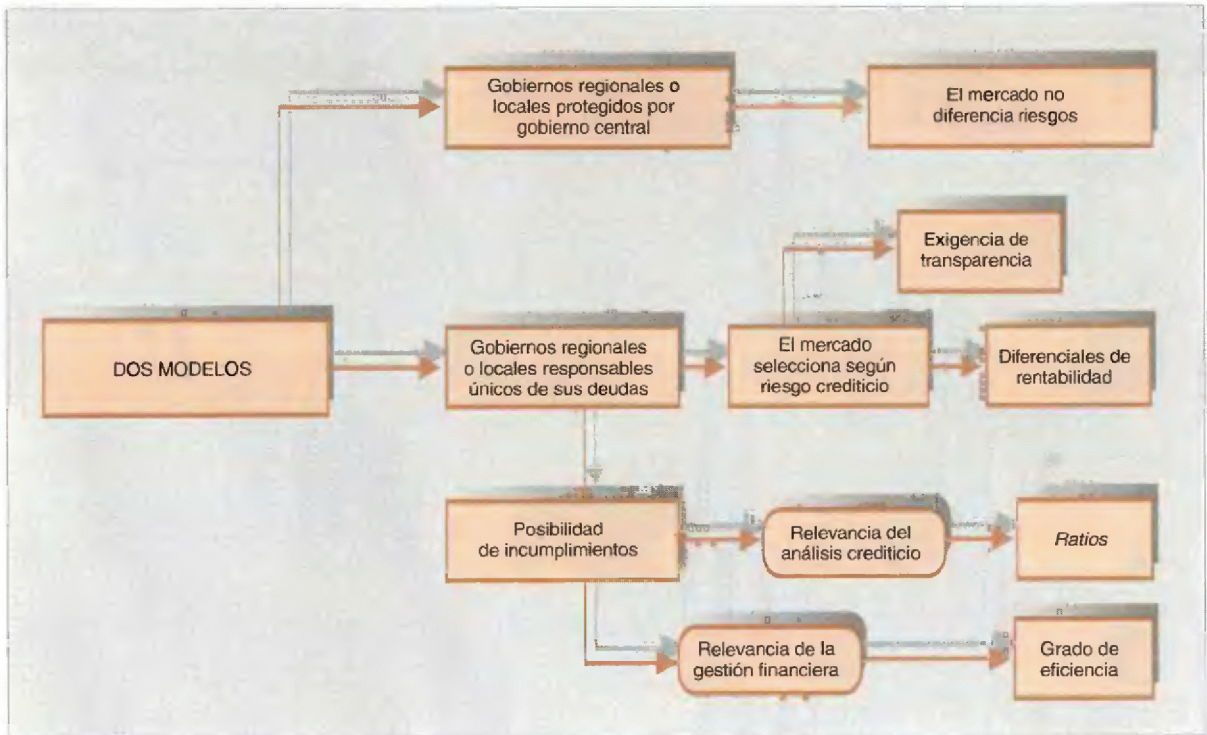 Gobiernos regionales o
locales protegidos por
gobierno central
El mercado no
diferencia riesgos
Exigencia de
transparencia
DOS MODELOS
Gobiernos regionales
o locales responsables
únicos de sus deudas
El mercado
selecciona según
riesgo crediticio
Diferenciales de
rentabilidad
Posibilidad
de incumplimientos
Relevancia del
análisis crediticio
Ratios
Relevancia de la
gestión financiera
Grado de
eficiencia